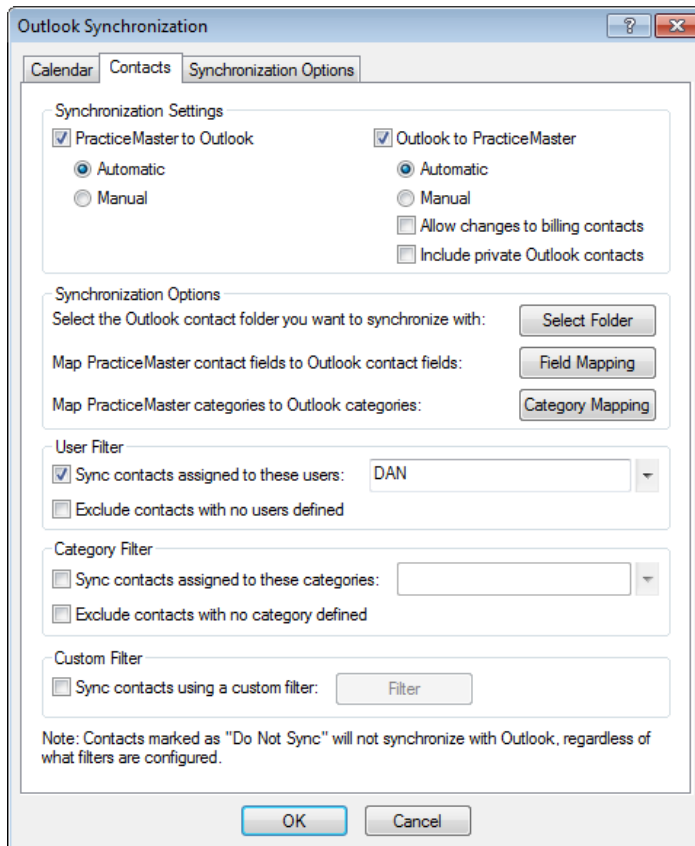 Outlook Synchronization
Calendar Contacts Synchronization Options
Synchronization Settings
PracticeMaster to Outlook Outlook to PracticeMaster
Automatic Automatic
Manual Manual
Allow changes to billing contacts
Include private Outlook contacts
Synchronization Options
Select the Outlook contact folder you want to synchronize with: Select Folder
Map PracticeMaster contact fields to Outlook contact fields: Field Mapping
Map PracticeMaster categories to Outlook categories: Category Mapping
User Filter
Sync contacts assigned to these users: DAN
Exclude contacts with no users defined
Category Filter
Sync contacts assigned to these categories:
Exclude contacts with no category defined
Custom Filter
Sync contacts using a custom filter: Filter
Note: Contacts marked as "Do Not Sync" will not synchronize with Outlook, regardless of
what filters are configured.
OK Cancel